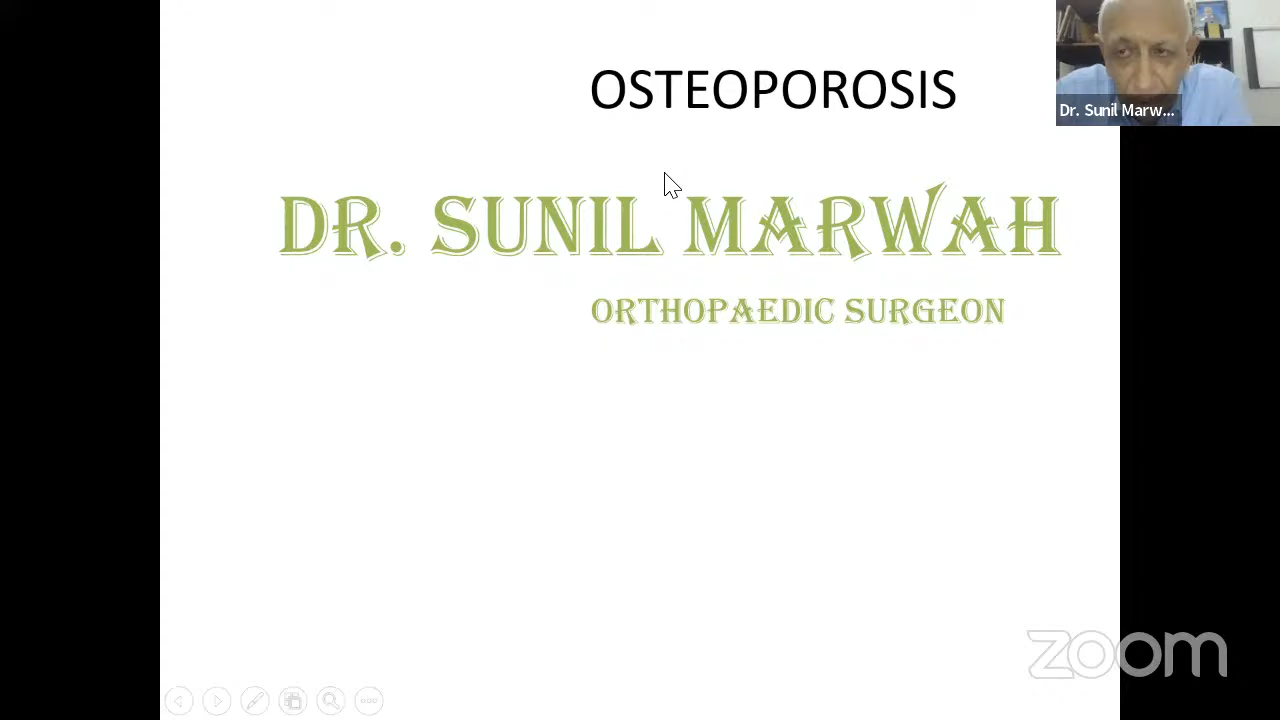 OSTEOPOROSIS
Dr. Sunil Marw...
DR. SUNIL MARWAH
ORTHOPAEDIC SURGEON
zoom